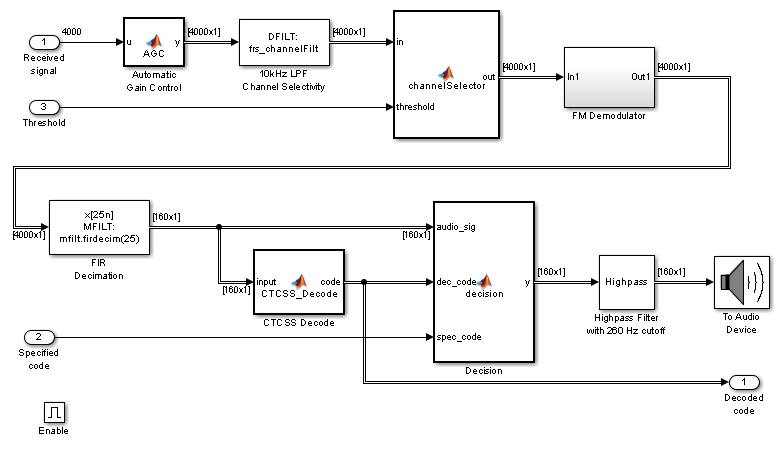 1
Received
signal
4000
u
AGC
y
Automatic
Gain Control
[4000x1]
DFILT:
frs_channelFilt
10kHz LPF
Channel Selectivity
[4000x1]
3
Threshold
in
threshold
channelSelector
out
[4000x1]
In1
Out1
FM Demodulator
[4000x1]
[4000x1]
x[25n]
MFILT:
mfilt.firdecim(25)
FIR
Decimation
[160x1]
[160x1]
input
CTCSS_Decode
code
CTCSS Decode
[160x1]
audio_sig
dec_code
decision
spec_code
y
Decision
[160x1]
Highpass
Highpass Filter
with 260 Hz cutoff
[160x1]
To Audio
Device
2
Specified
code
1
Decoded
code
Enable